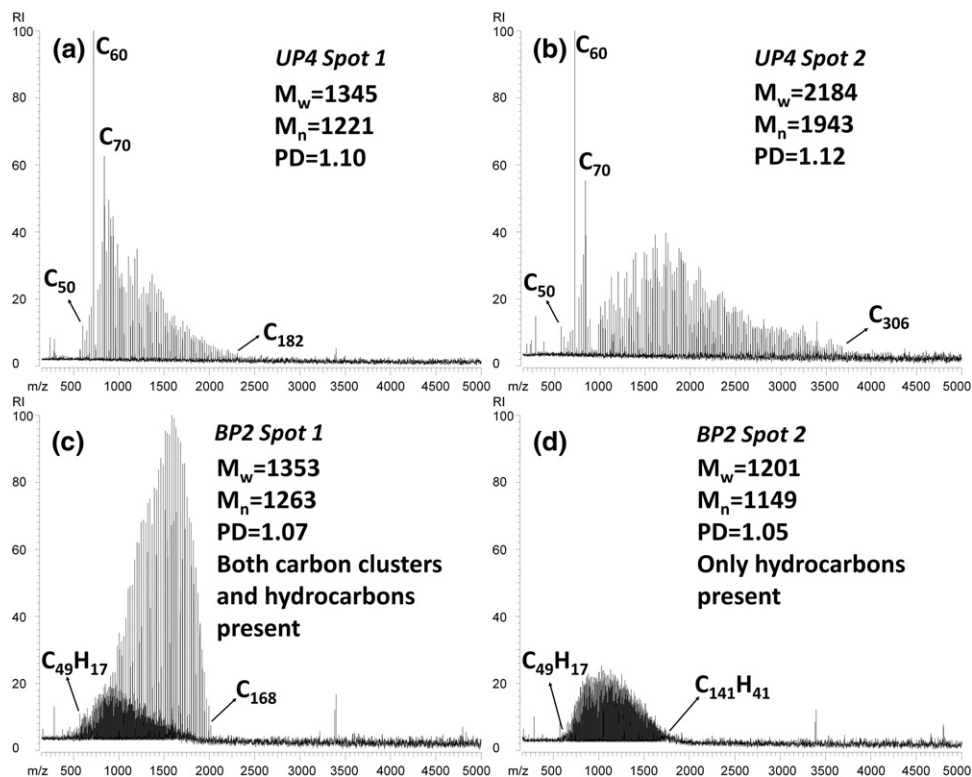 RI
100
80
60
40
20
0
(a)
C60
C70
C50
C182
UP4 Spot 1
Mw=1345
Mn=1221
PD=1.10
m/z 500 1000 1500 2000 2500 3000 3500 4000 4500 5000
RI
100
80
60
40
20
0
(b)
C60
C70
C50
C306
UP4 Spot 2
Mw=2184
Mn=1943
PD=1.12
m/z 500 1000 1500 2000 2500 3000 3500 4000 4500 5000
RI
100
80
60
40
20
0
(c)
BP2 Spot 1
Mw=1353
Mn=1263
PD=1.07
Both carbon clusters
and hydrocarbons
present
C49H17
C168
m/z 500 1000 1500 2000 2500 3000 3500 4000 4500 5000
RI
100
80
60
40
20
0
(d)
BP2 Spot 2
Mw=1201
Mn=1149
PD=1.05
Only hydrocarbons
present
C49H17
C141H41
m/z 500 1000 1500 2000 2500 3000 3500 4000 4500 5000